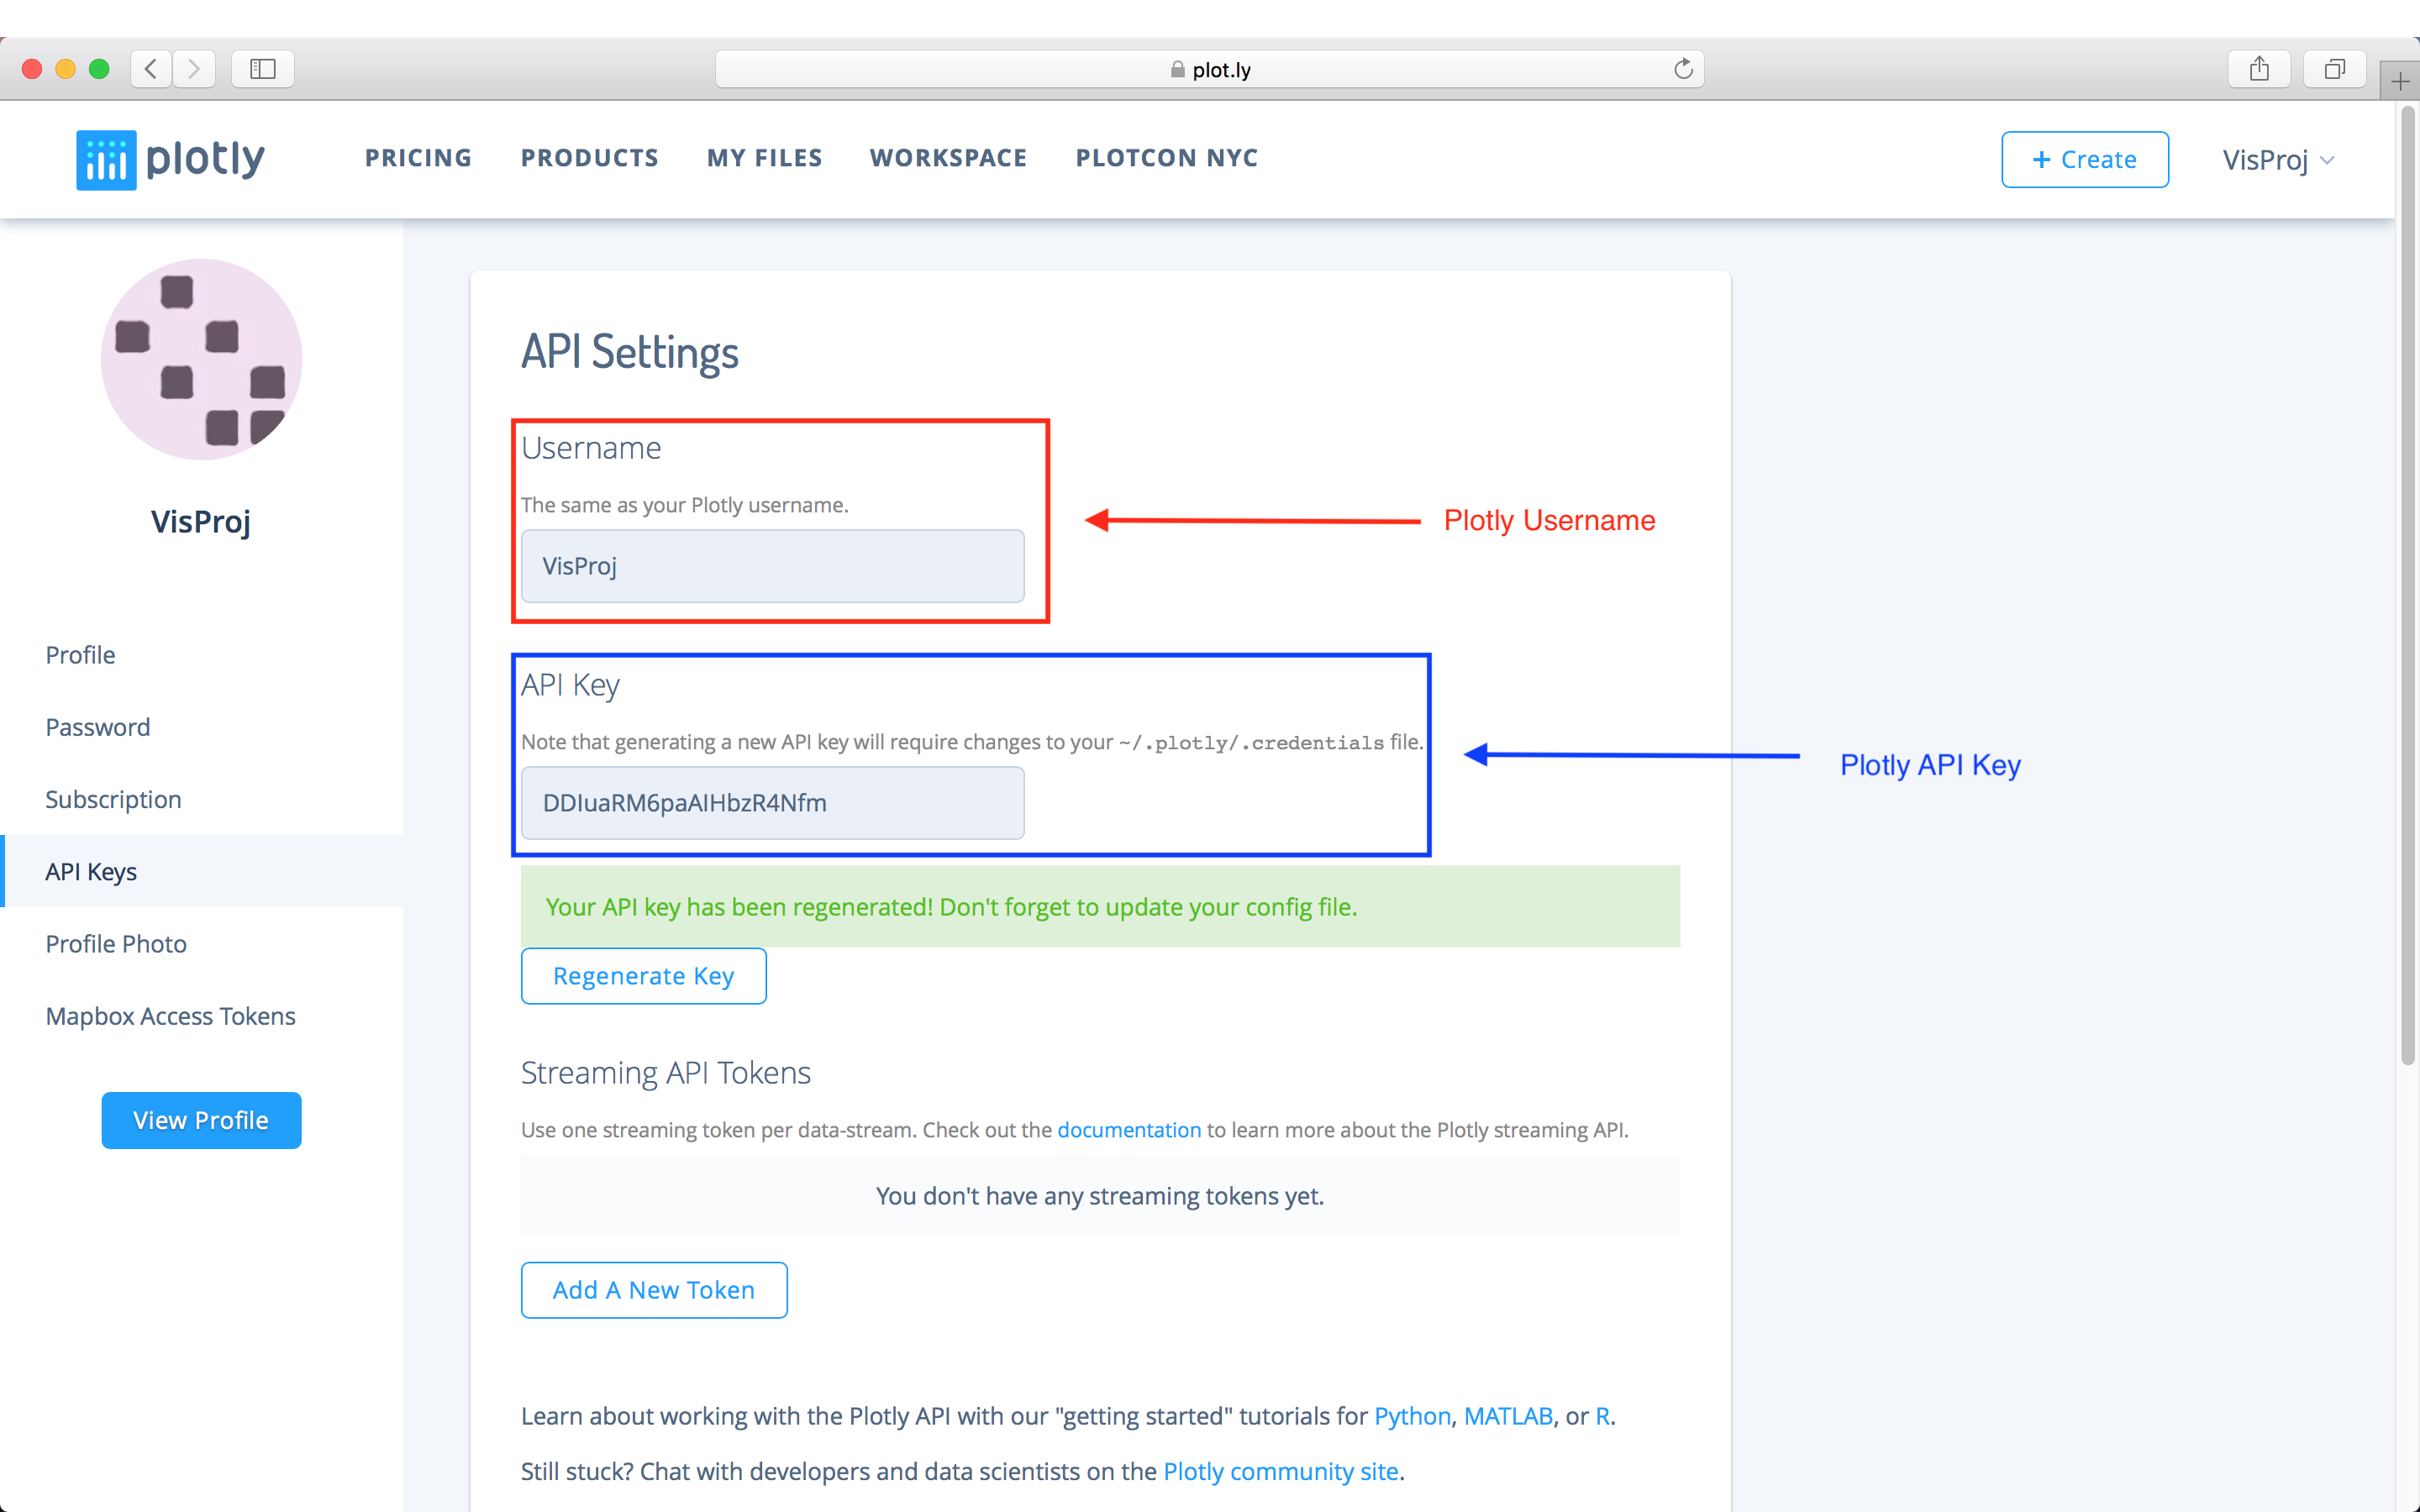 plot.ly
plotly
PRICING
PRODUCTS
MY FILES
WORKSPACE
PLOTCON NYC
+ Create
VisProj
VisProj
Profile
Password
Subscription
API Keys
Profile Photo
Mapbox Access Tokens
View Profile
API Settings
Username
The same as your Plotly username.
VisProj
Plotly Username
API Key
Note that generating a new API key will require changes to your ~/.plotly/.credentials file.
DDIuaRM6paAIHbzR4Nfm
Plotly API Key
Your API key has been regenerated! Don't forget to update your config file.
Regenerate Key
Streaming API Tokens
Use one streaming token per data-stream. Check out the documentation to learn more about the Plotly streaming API.
You don't have any streaming tokens yet.
Add A New Token
Learn about working with the Plotly API with our "getting started" tutorials for Python, MATLAB, or R.
Still stuck? Chat with developers and data scientists on the Plotly community site.